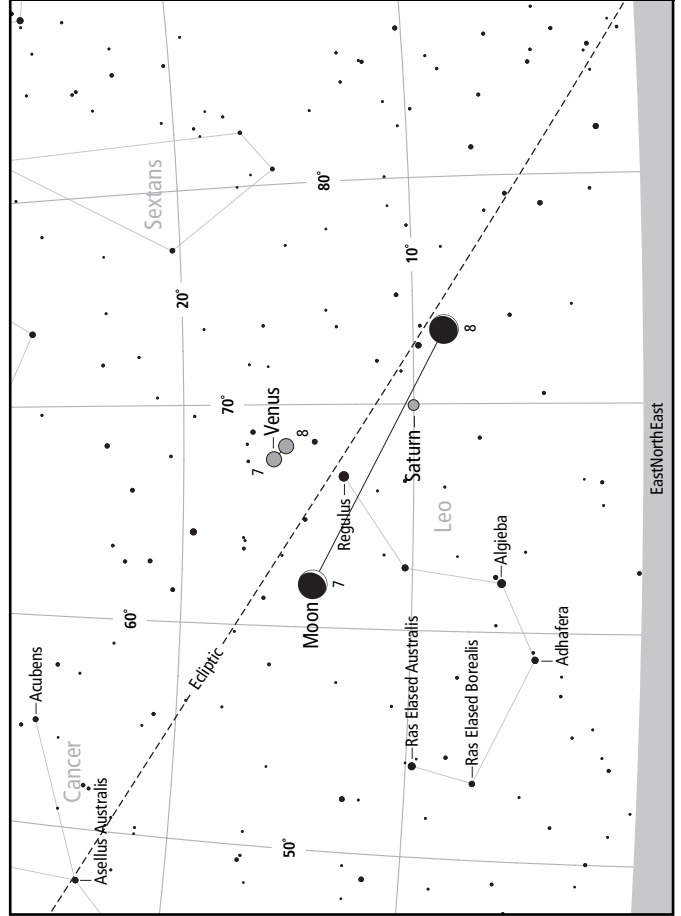 Sextans
80°
20°
10°
70°
Venus
8
7
8
Saturn
Regulus
Leo
EastNorthEast
Moon
7
Algieba
60°
Ecliptic
Ras Elased Australis
Ras Elased Borealis
Adhafera
Acubens
Cancer
Asellus Australis
50°